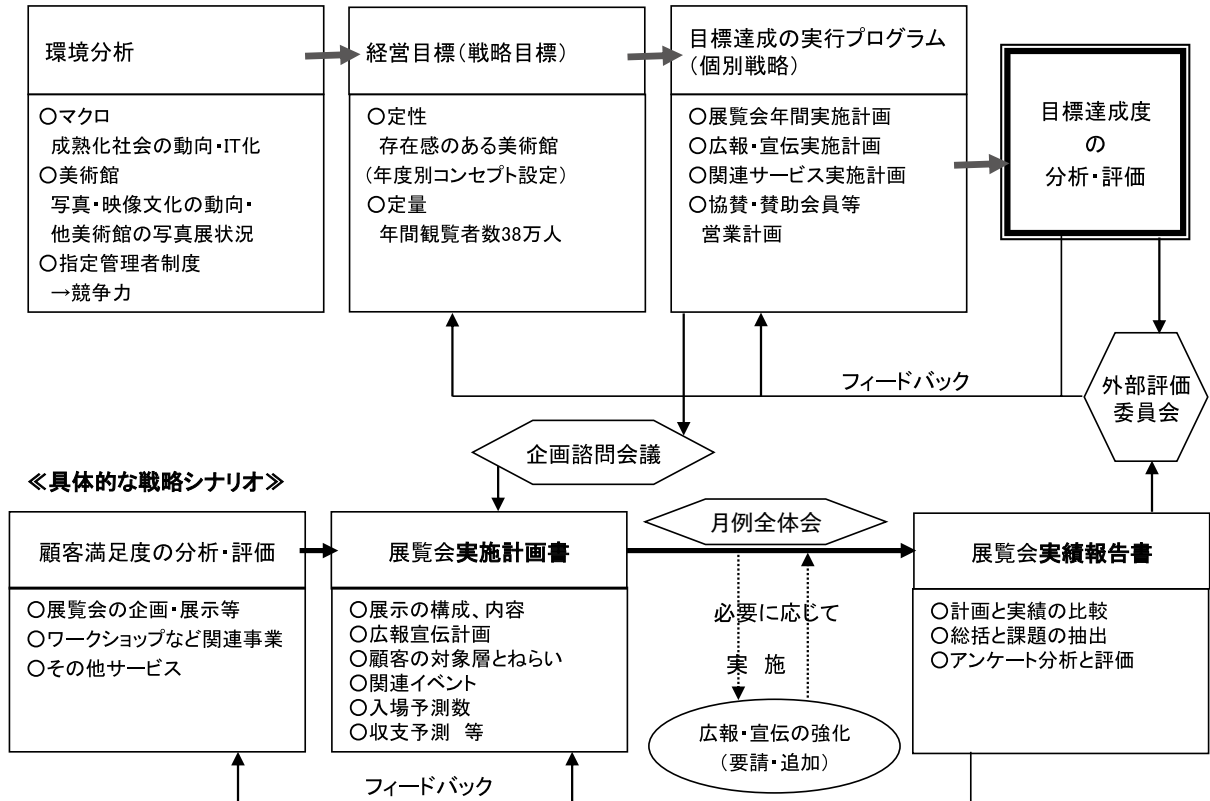 環境分析
○マクロ
成熟化社会の動向・IT化
○美術館
写真・映像文化の動向・
他美術館の写真展状況
○指定管理者制度
→競争力
経営目標(戦略目標)
○定性
存在感のある美術館
(年度別コンセプト設定)
○定量
年間観覧者数38万人
目標達成の実行プログラム
(個別戦略)
○展覧会年間実施計画
○広報・宣伝実施計画
○関連サービス実施計画
○協賛・賛助会員等
営業計画
目標達成度
の
分析・評価
フィードバック
外部評価
委員会
企画諮問会議
≪具体的な戦略シナリオ≫
顧客満足度の分析・評価
○展覧会の企画・展示等
○ワークショップなど関連事業
○その他サービス
展覧会実施計画書
○展示の構成、内容
○広報宣伝計画
○顧客の対象層とねらい
○関連イベント
○入場予測数
○収支予測 等
月例全体会
必要に応じて
実 施
広報・宣伝の強化
(要請・追加)
展覧会実績報告書
○計画と実績の比較
○総括と課題の抽出
○アンケート分析と評価
フィードバック